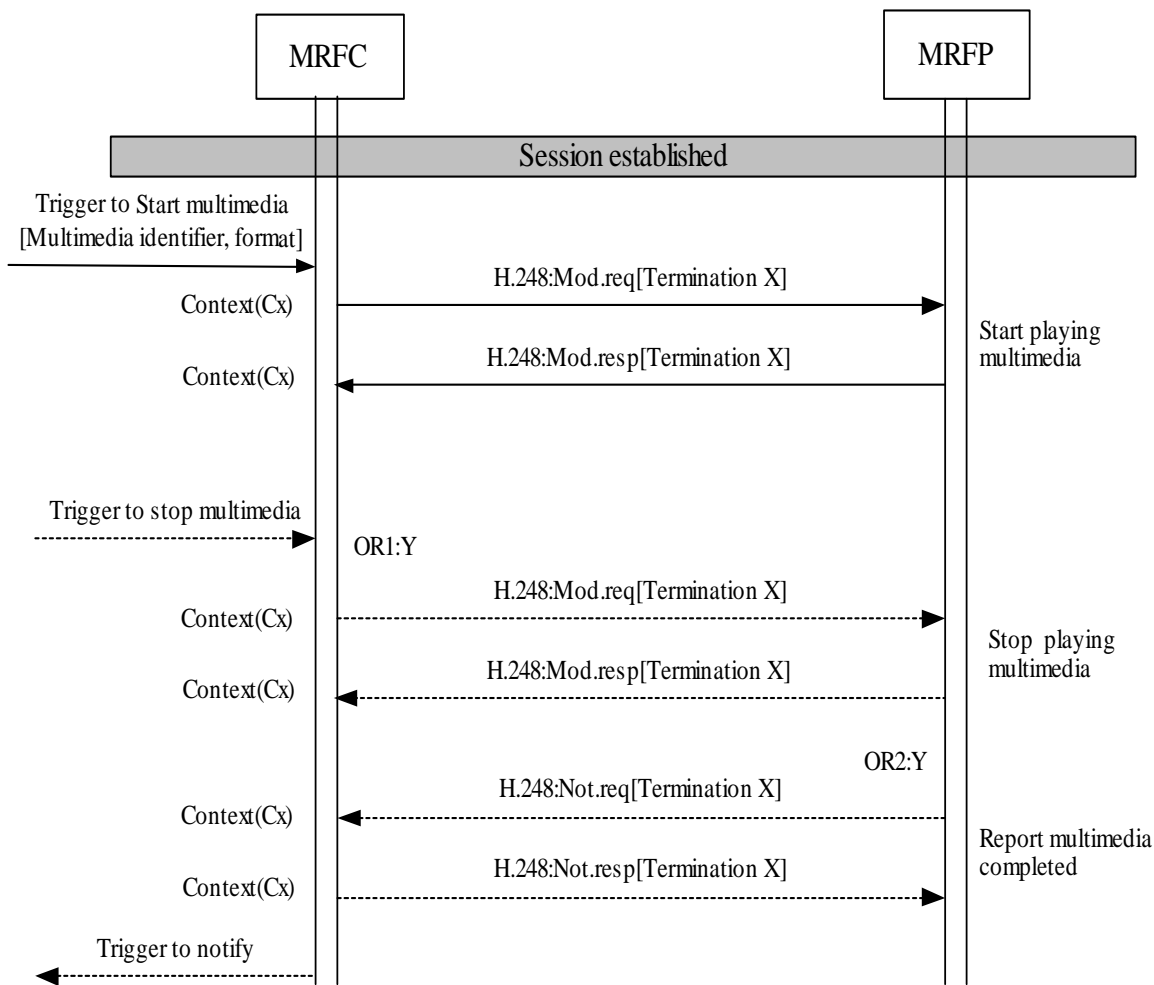 MRFC
MRFP
Session established
Trigger to Start multimedia
[Multimedia identifier, format]
H.248:Mod.req[Termination X]
Context(Cx)
Start playing
multimedia
H.248:Mod.resp[Termination X]
Context(Cx)
Trigger to stop multimedia
OR1:Y
H.248:Mod.req[Termination X]
Context(Cx)
Stop playing
multimedia
H.248:Mod.resp[Termination X]
Context(Cx)
OR2:Y
H.248:Not.req[Termination X]
Context(Cx)
Report multimedia
completed
H.248:Not.resp[Termination X]
Context(Cx)
Trigger to notify